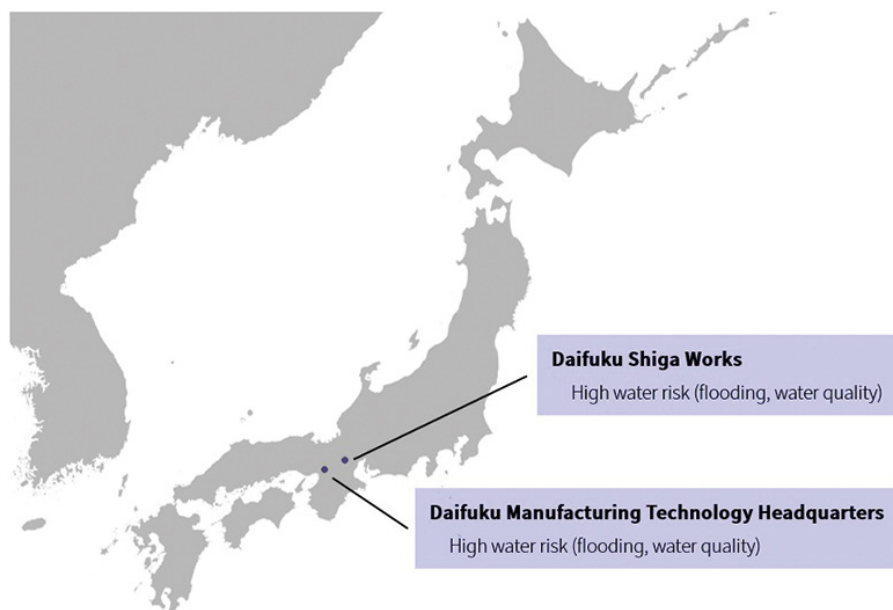 Daifuku Shiga Works
High water risk (flooding, water quality)
Daifuku Manufacturing Technology Headquarters
High water risk (flooding, water quality)